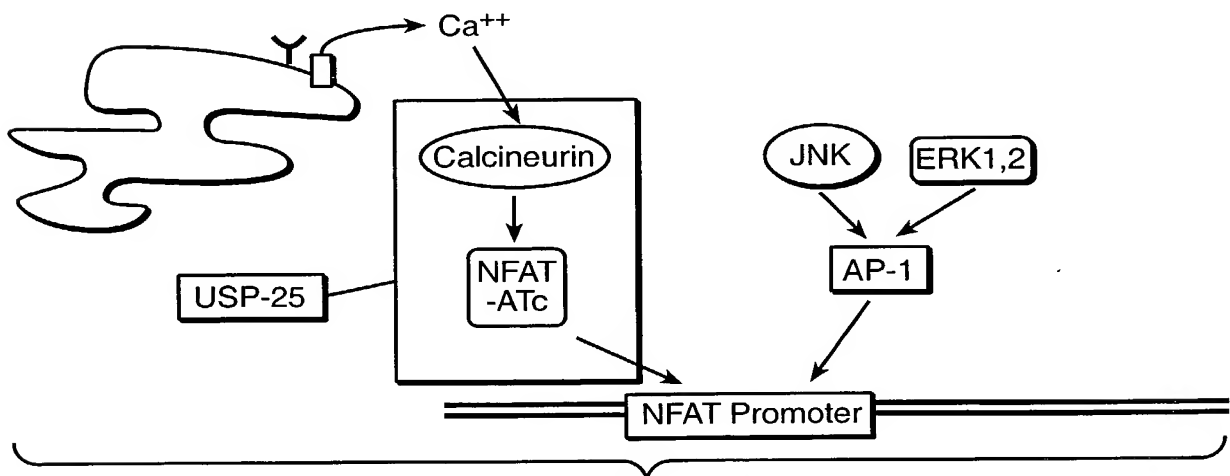 Ca++
Calcineurin
JNK
ERK1,2
NFAT
-ATc
AP-1
USP-25
NFAT Promoter